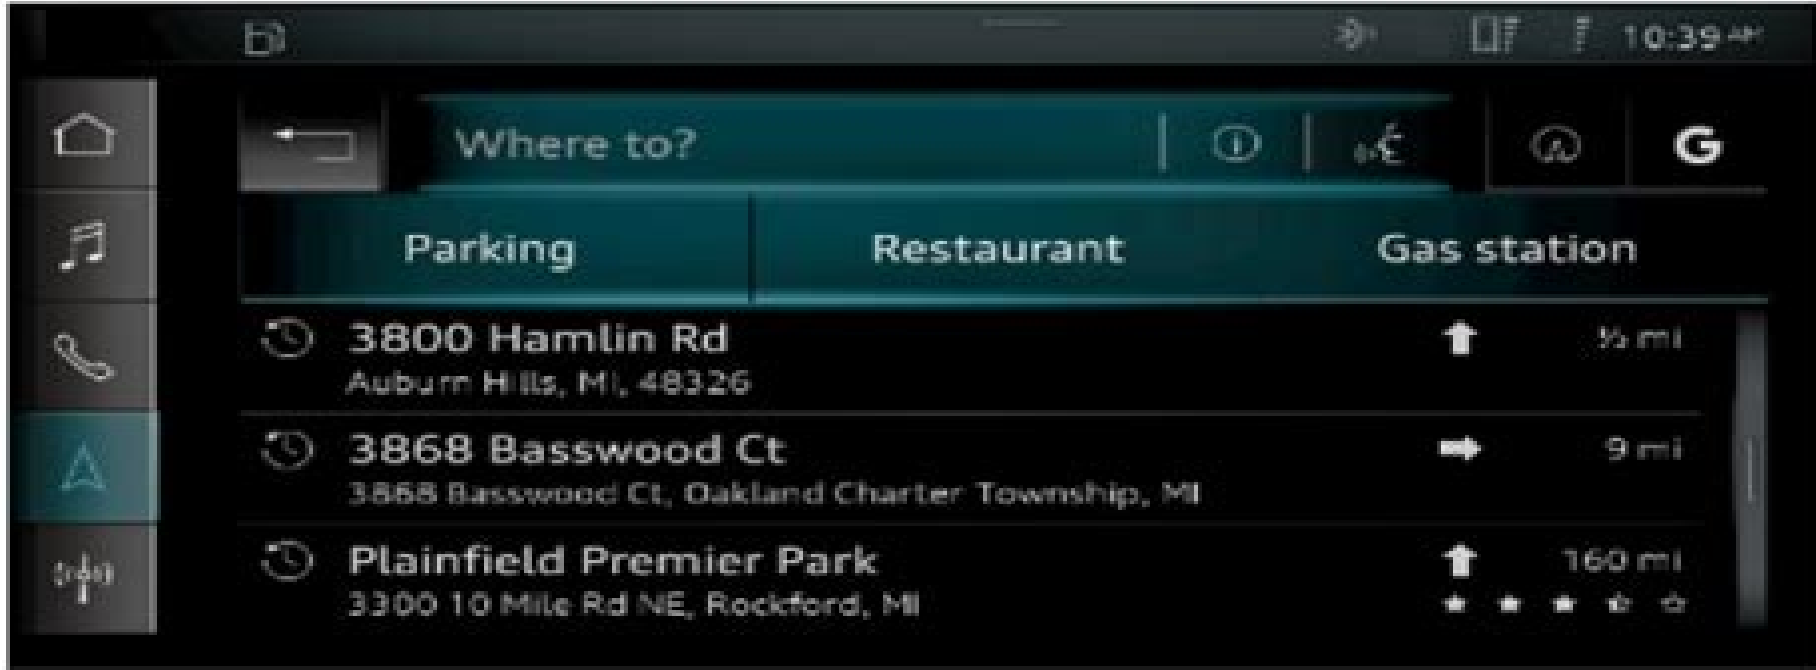 10:39 AM
Where to?
G
Parking Restaurant Gas station
3800 Hamlin Rd
½ mi
Auburn Hills, MI, 48326
3868 Basswood Ct
9 mi
3868 Basswood Ct, Oakland Charter Township, MI
Plainfield Premier Park
160 mi
3300 10 Mile Rd NE, Rockford, MI